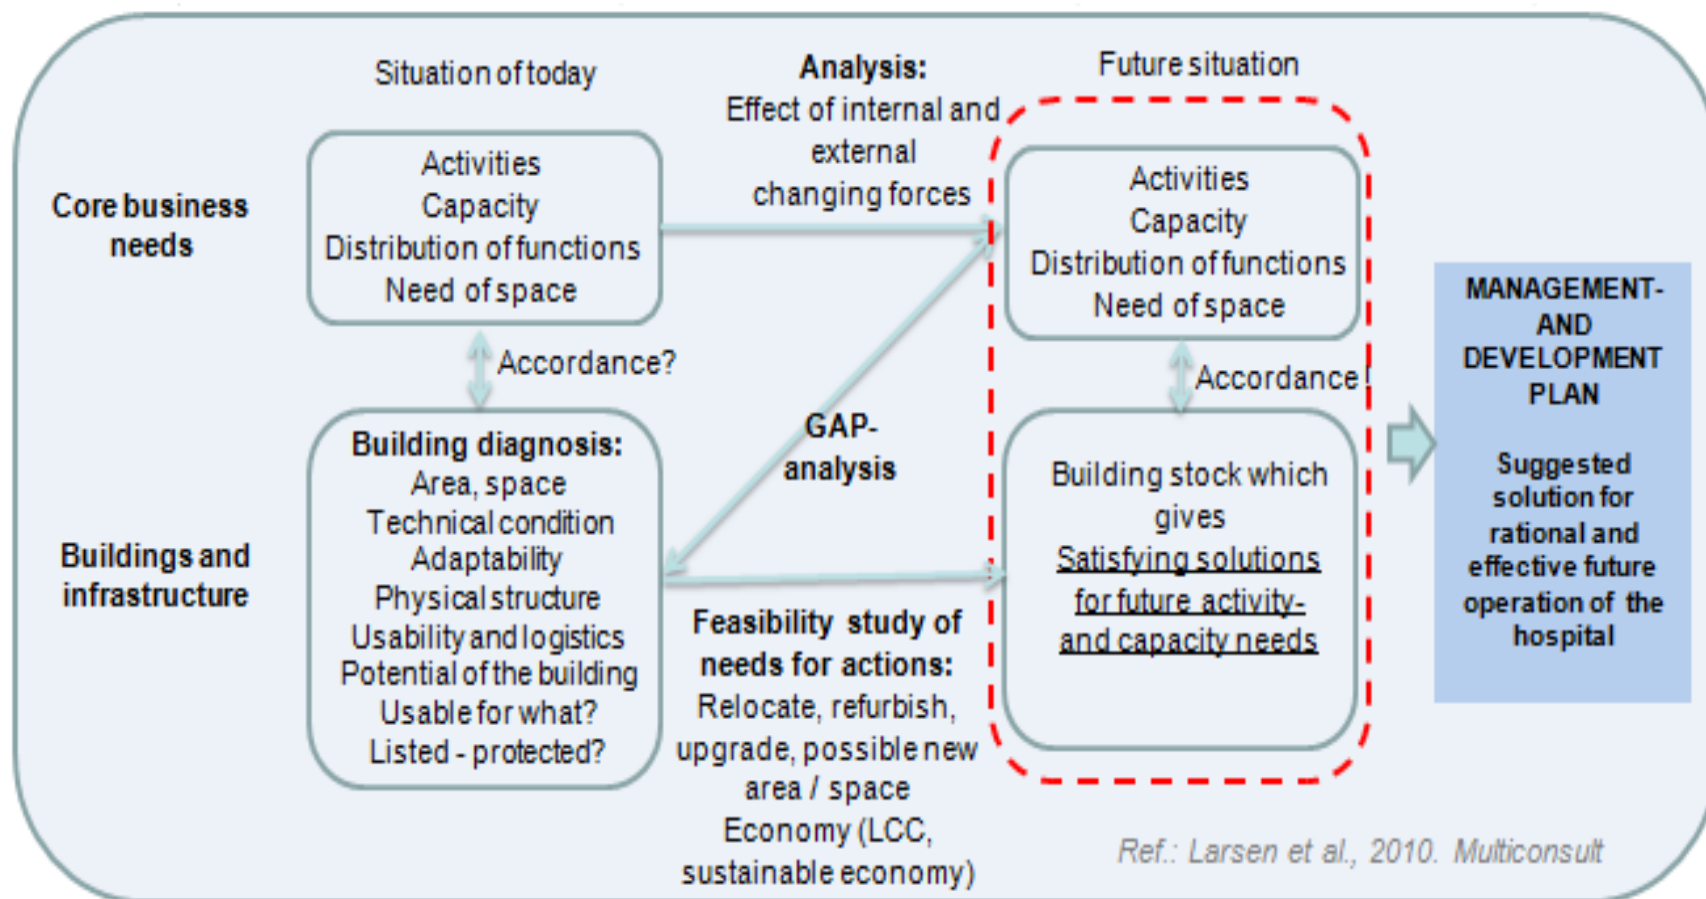 Situation of today
Analysis:
Effect of internal and
external
changing forces
Future situation
Core business
needs
Activities
Capacity
Distribution of functions
Need of space
Activities
Capacity
Distribution of functions
Need of space
Accordance?
Accordance!
GAP-
analysis
Buildings and
infrastructure
Building diagnosis:
Area, space
Technical condition
Adaptability
Physical structure
Usability and logistics
Potential of the building
Usable for what?
Listed - protected?
Feasibility study of
needs for actions:
Relocate, refurbish,
upgrade, possible new
area / space
Economy (LCC,
sustainable economy)
Building stock which
gives
Satisfying solutions
for future activity-
and capacity needs
MANAGEMENT-
AND
DEVELOPMENT
PLAN
Suggested
solution for
rational and
effective future
operation of the
hospital
Ref.: Larsen et al., 2010. Multiconsult